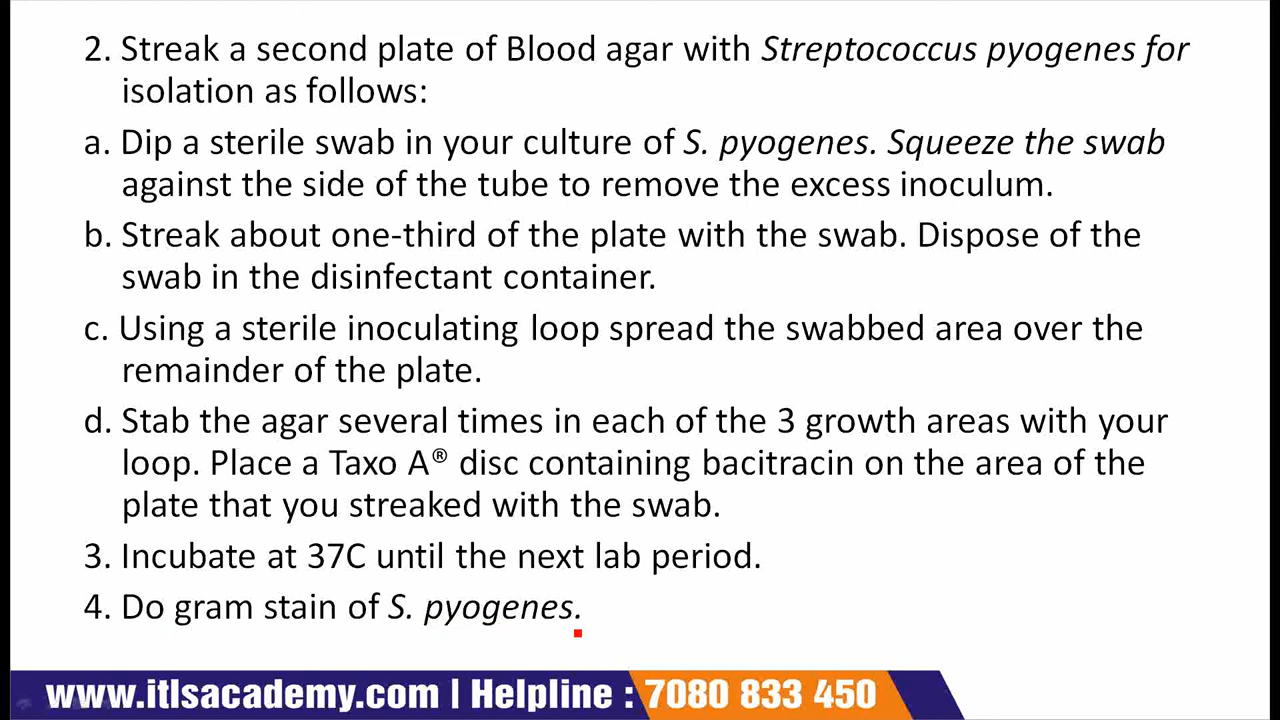 2. Streak a second plate of Blood agar with Streptococcus pyogenes for
isolation as follows:
a. Dip a sterile swab in your culture of S. pyogenes. Squeeze the swab
against the side of the tube to remove the excess inoculum.
b. Streak about one-third of the plate with the swab. Dispose of the
swab in the disinfectant container.
c. Using a sterile inoculating loop spread the swabbed area over the
remainder of the plate.
d. Stab the agar several times in each of the 3 growth areas with your
loop. Place a Taxo A® disc containing bacitracin on the area of the
plate that you streaked with the swab.
3. Incubate at 37C until the next lab period.
4. Do gram stain of S. pyogenes.
www.itlsacademy.com | Helpline : 7080 833 450